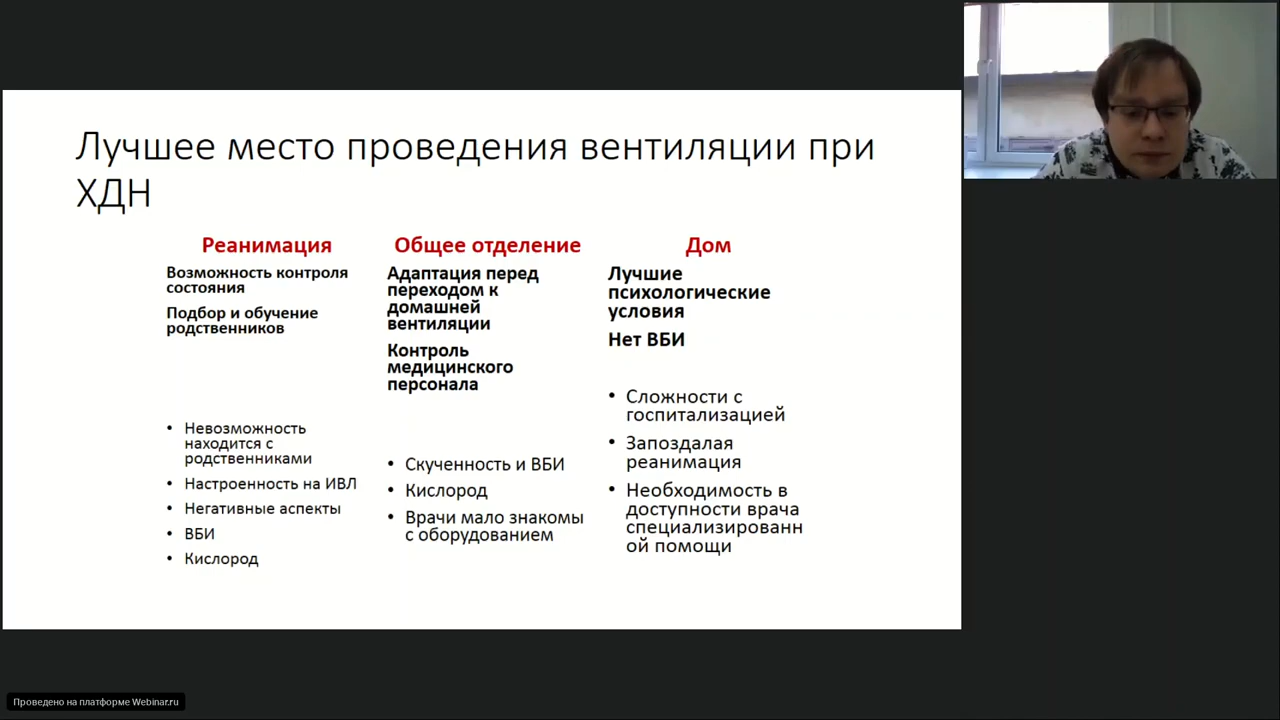 Лучшее место проведения вентиляции при
ХДН
Реанимация
Возможность контроля
состояния
Подбор и обучение
родственников
• Невозможность
находится с
родственниками
• Настроенность на ИВЛ
• Негативные аспекты
• ВБИ
• Кислород
Общее отделение
Адаптация перед
переходом к
домашней
вентиляции
Контроль
медицинского
персонала
• Скученность и ВБИ
• Кислород
• Врачи мало знакомы
с оборудованием
Дом
Лучшие
психологические
условия
Нет ВБИ
• Сложности с
госпитализацией
• Запоздалая
реанимация
• Необходимость в
доступности врача
специализированн
ой помощи
Проведено на платформе Webinar.ru